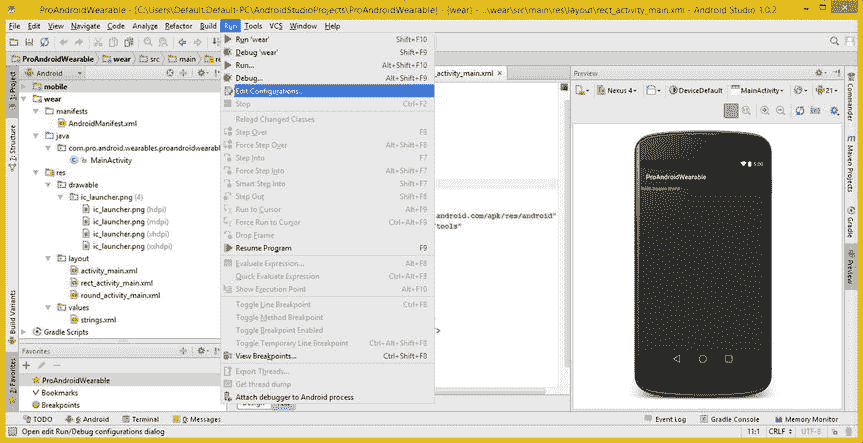 ProAndroidWearable - [C:\Users\Default.Default-PC\AndroidStudioProjects\ProAndroidWearable] - [wear] - ...\wear\src\main\res\layout\rect_activity_main.xml - Android Studio 1.0.2
File Edit View Navigate Code Analyze Refactor Build Run Tools VCS Window Help
ProAndroidWearable wear src main
Android
mobile
wear
manifests
AndroidManifest.xml
java
com.pro.android.wearables.proandroidwearabl
MainActivity
res
drawable
ic_launcher.png (4)
ic_launcher.png (hdpi)
ic_launcher.png (mdpi)
ic_launcher.png (xhdpi)
ic_launcher.png (xxhdpi)
layout
activity_main.xml
rect_activity_main.xml
round_activity_main.xml
values
strings.xml
Gradle Scripts
Favorites
ProAndroidWearable
Bookmarks
Breakpoints
1: Project
7: Structure
Build Variants
2: Favorites
Run 'wear' Shift+F10
Debug 'wear' Shift+F9
Run... Alt+Shift+F10
Debug... Alt+Shift+F9
Edit Configurations...
Stop Ctrl+F2
Reload Changed Classes
Step Over F8
Force Step Over Alt+Shift+F8
Step Into F7
Force Step Into Alt+Shift+F7
Smart Step Into Shift+F7
Step Out Shift+F8
Run to Cursor Alt+F9
Force Run to Cursor Ctrl+Alt+F9
Drop Frame
Resume Program F9
Evaluate Expression... Alt+F8
Quick Evaluate Expression Ctrl+Alt+F8
Show Execution Point Alt+F10
Toggle Line Breakpoint Ctrl+F8
Toggle Method Breakpoint
Toggle Breakpoint Enabled
Toggle Temporary Line Breakpoint Ctrl+Alt+Shift+F8
View Breakpoints... Ctrl+Shift+F8
Export Threads...
Get thread dump
Attach debugger to Android process
_activity_main.xml
android.com/apk/res/android"
tools"
>
Preview
Nexus 4 DeviceDefault MainActivity 21
5:00
ProAndroidWearable
Commander
Maven Projects
Gradle
Preview
TODO 6: Android Terminal 0: Messages Event Log Gradle Console Memory Monitor
Open edit Run/Debug configurations dialog 11:1 CRLF UTF-8